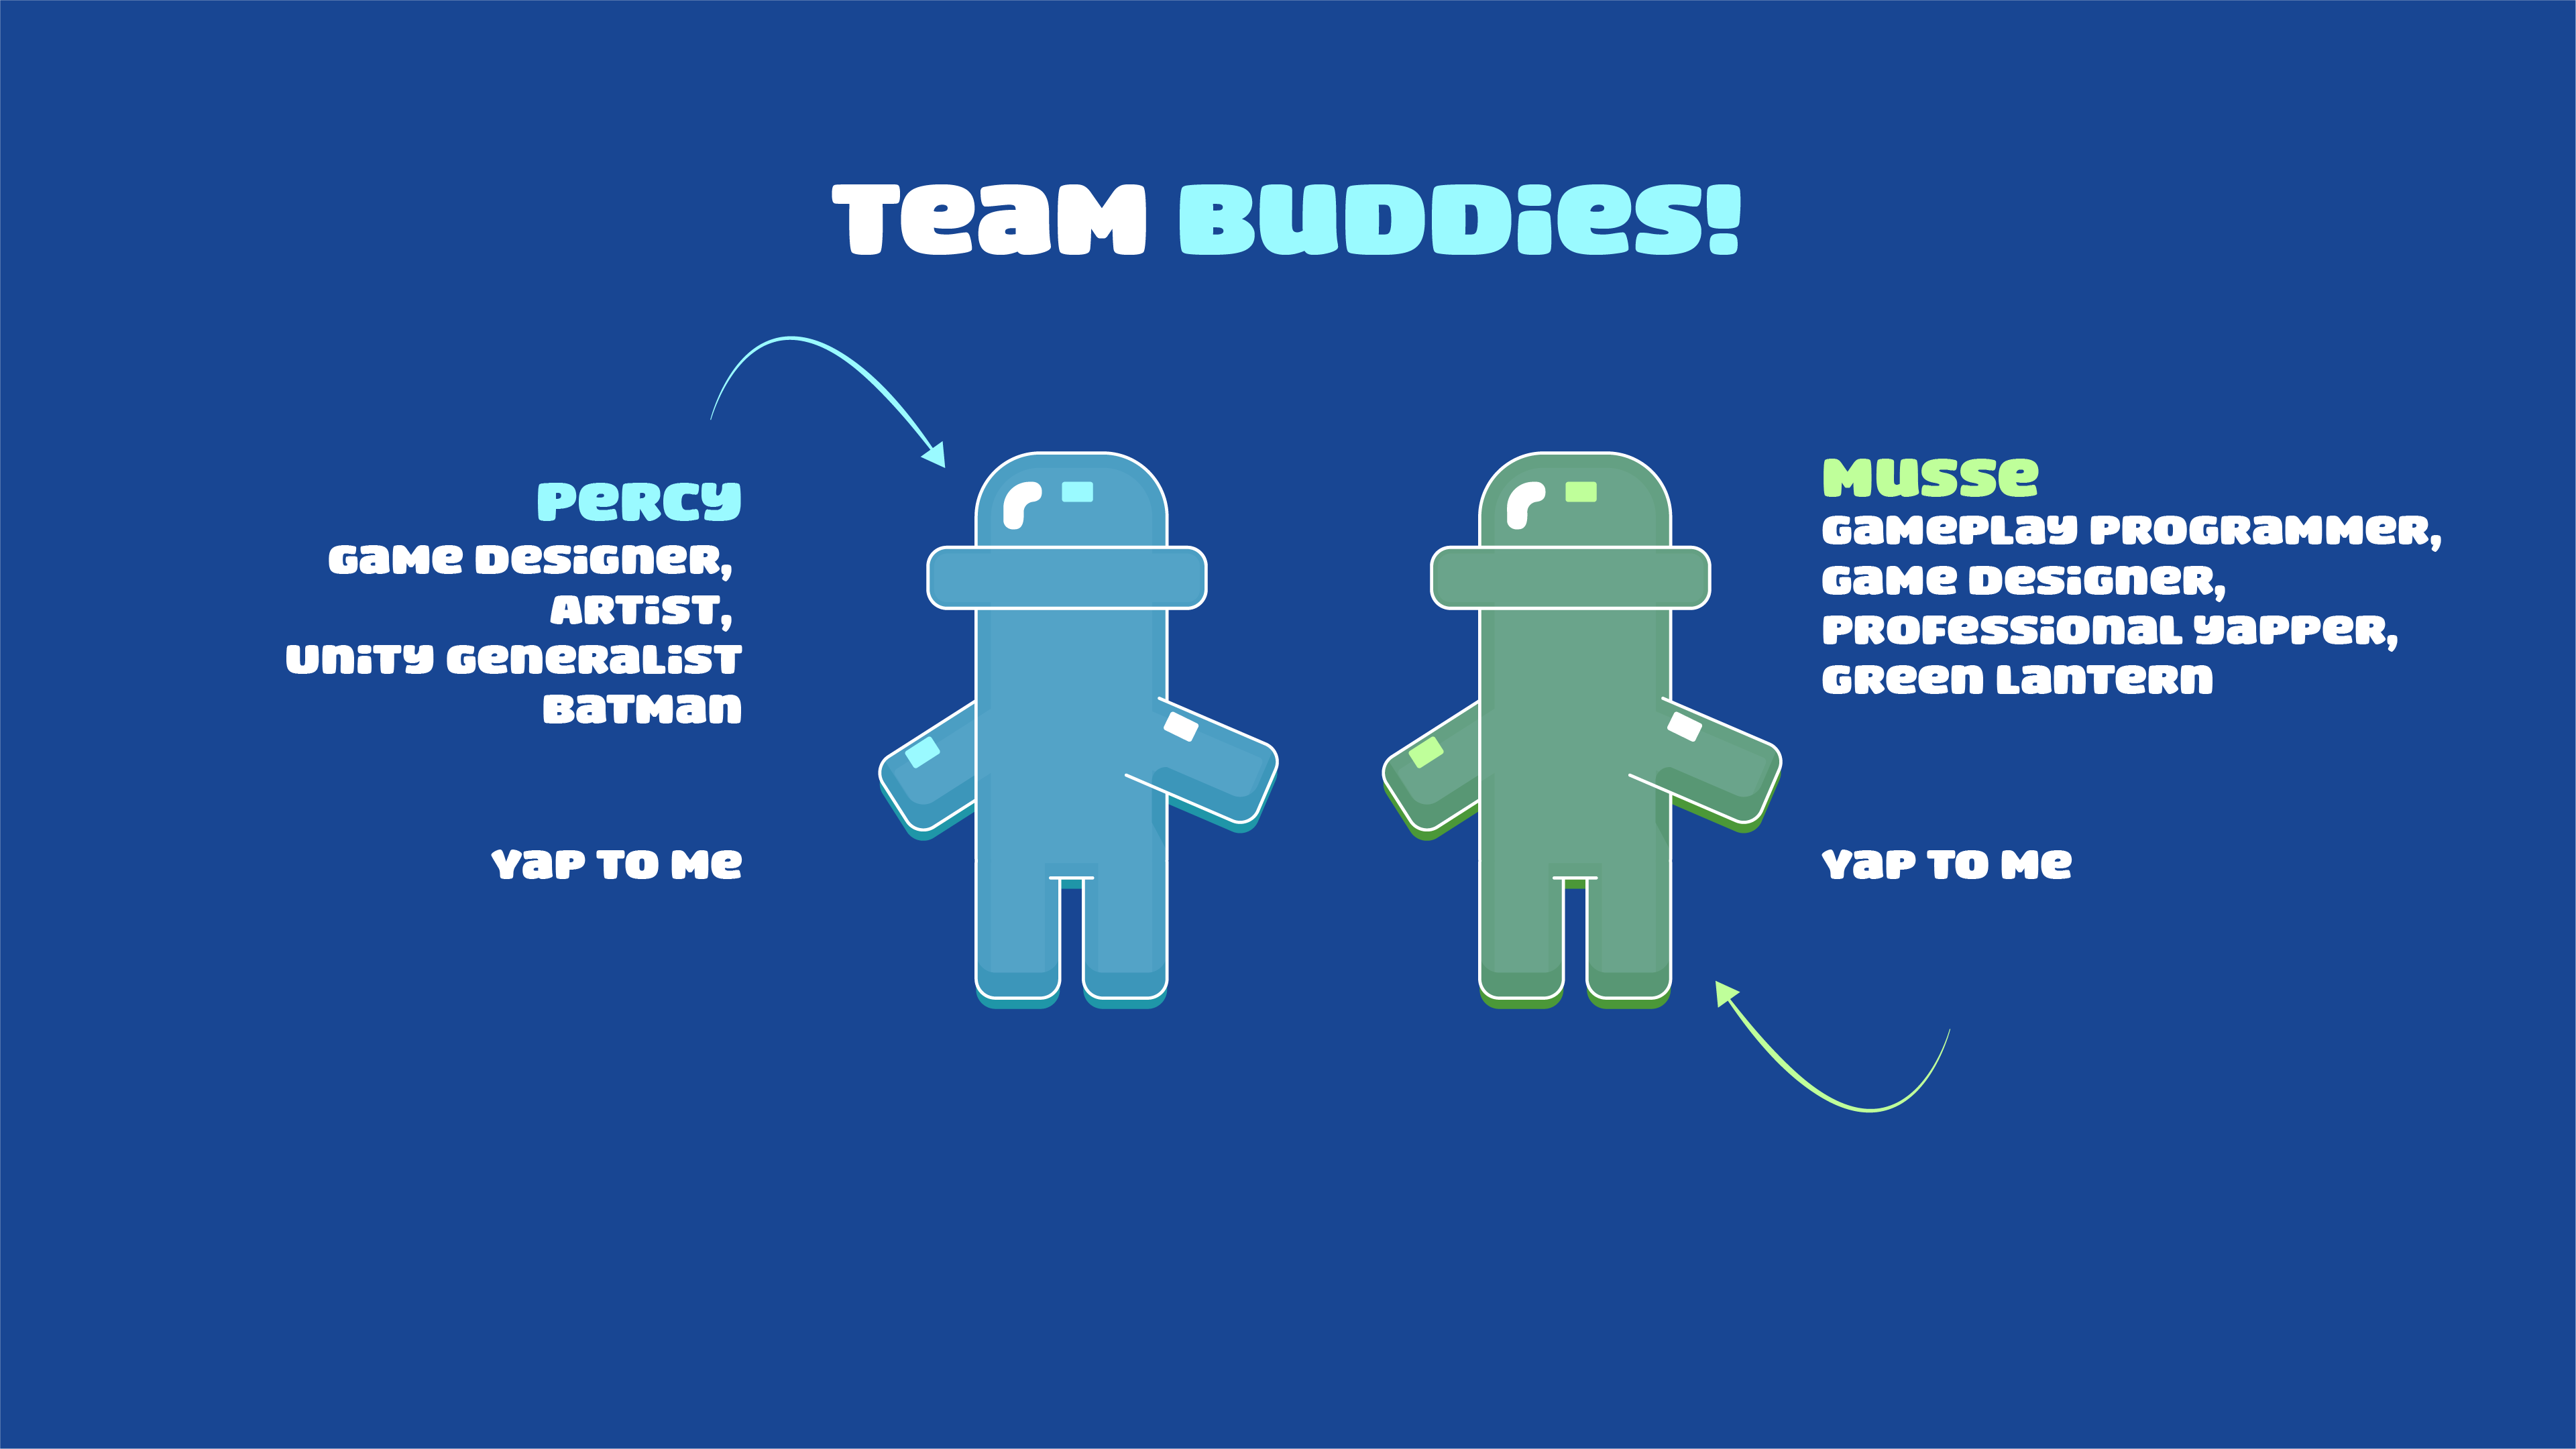 Team Buddies!
Percy
Game Designer,
Artist,
Unity Generalist
Batman
Yap to me
Musse
Gameplay Programmer,
Game Designer,
Professional yapper,
Green Lantern
Yap to me